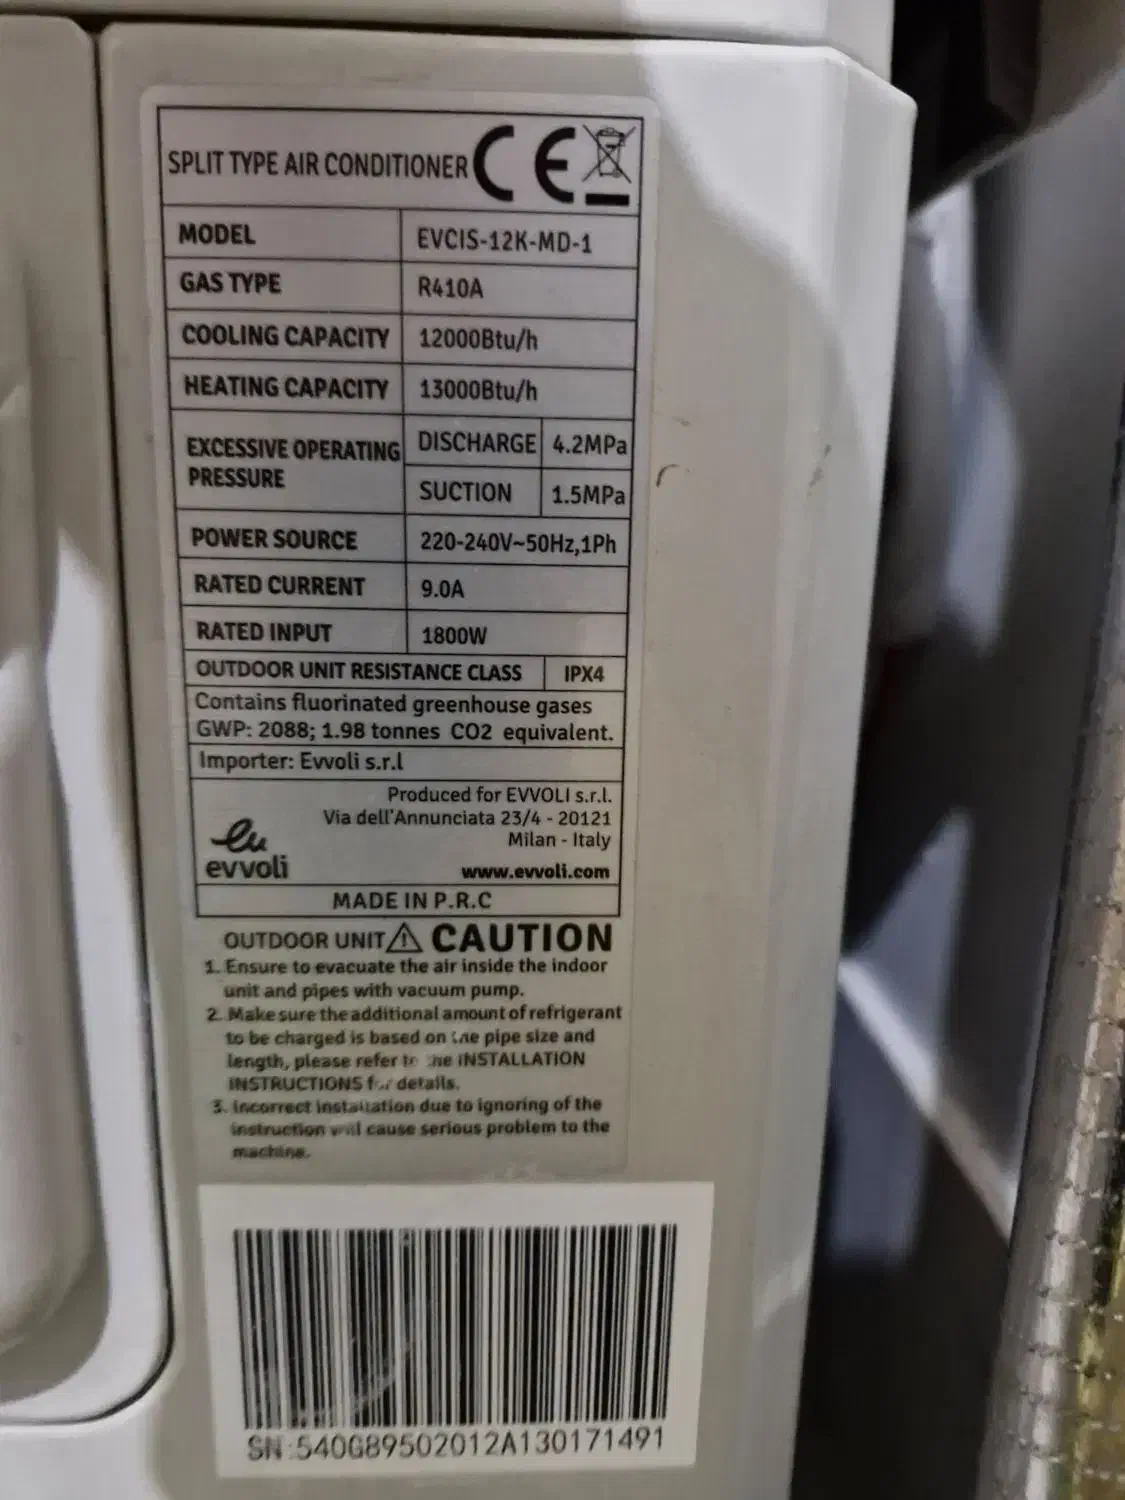 SPLIT TYPE AIR CONDITIONER CE
MODEL EVCIS-12K-MD-1
GAS TYPE R410A
COOLING CAPACITY 12000Btu/h
HEATING CAPACITY 13000Btu/h
EXCESSIVE OPERATING PRESSURE DISCHARGE 4.2MPa
SUCTION 1.5MPa
POWER SOURCE 220-240V~50Hz,1Ph
RATED CURRENT 9.0A
RATED INPUT 1800W
OUTDOOR UNIT RESISTANCE CLASS IPX4
Contains fluorinated greenhouse gases
GWP: 2088; 1.98 tonnes CO2 equivalent.
Importer: Evvoli s.r.l
Produced for EVVOLI s.r.l.
Via dell'Annunciata 23/4 - 20121
Milan - Italy
evvoli
www.evvoli.com
MADE IN P.R.C
OUTDOOR UNIT CAUTION
1. Ensure to evacuate the air inside the indoor
unit and pipes with vacuum pump.
2. Make sure the additional amount of refrigerant
to be charged is based on the pipe size and
length, please refer to the INSTALLATION
INSTRUCTIONS for details.
3. Incorrect installation due to ignoring of the
instruction will cause serious problem to the
machine.
SN:540G89502012A130171491